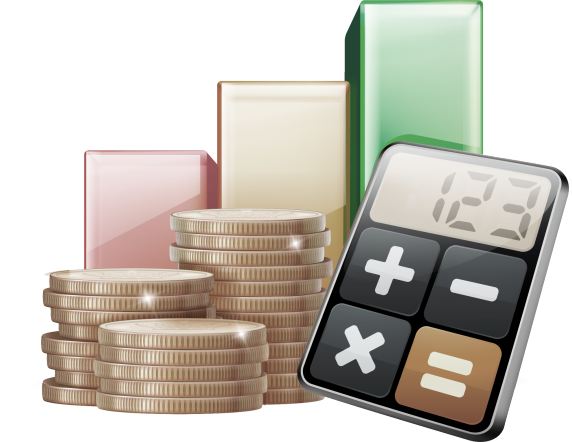 123
+ -
× =